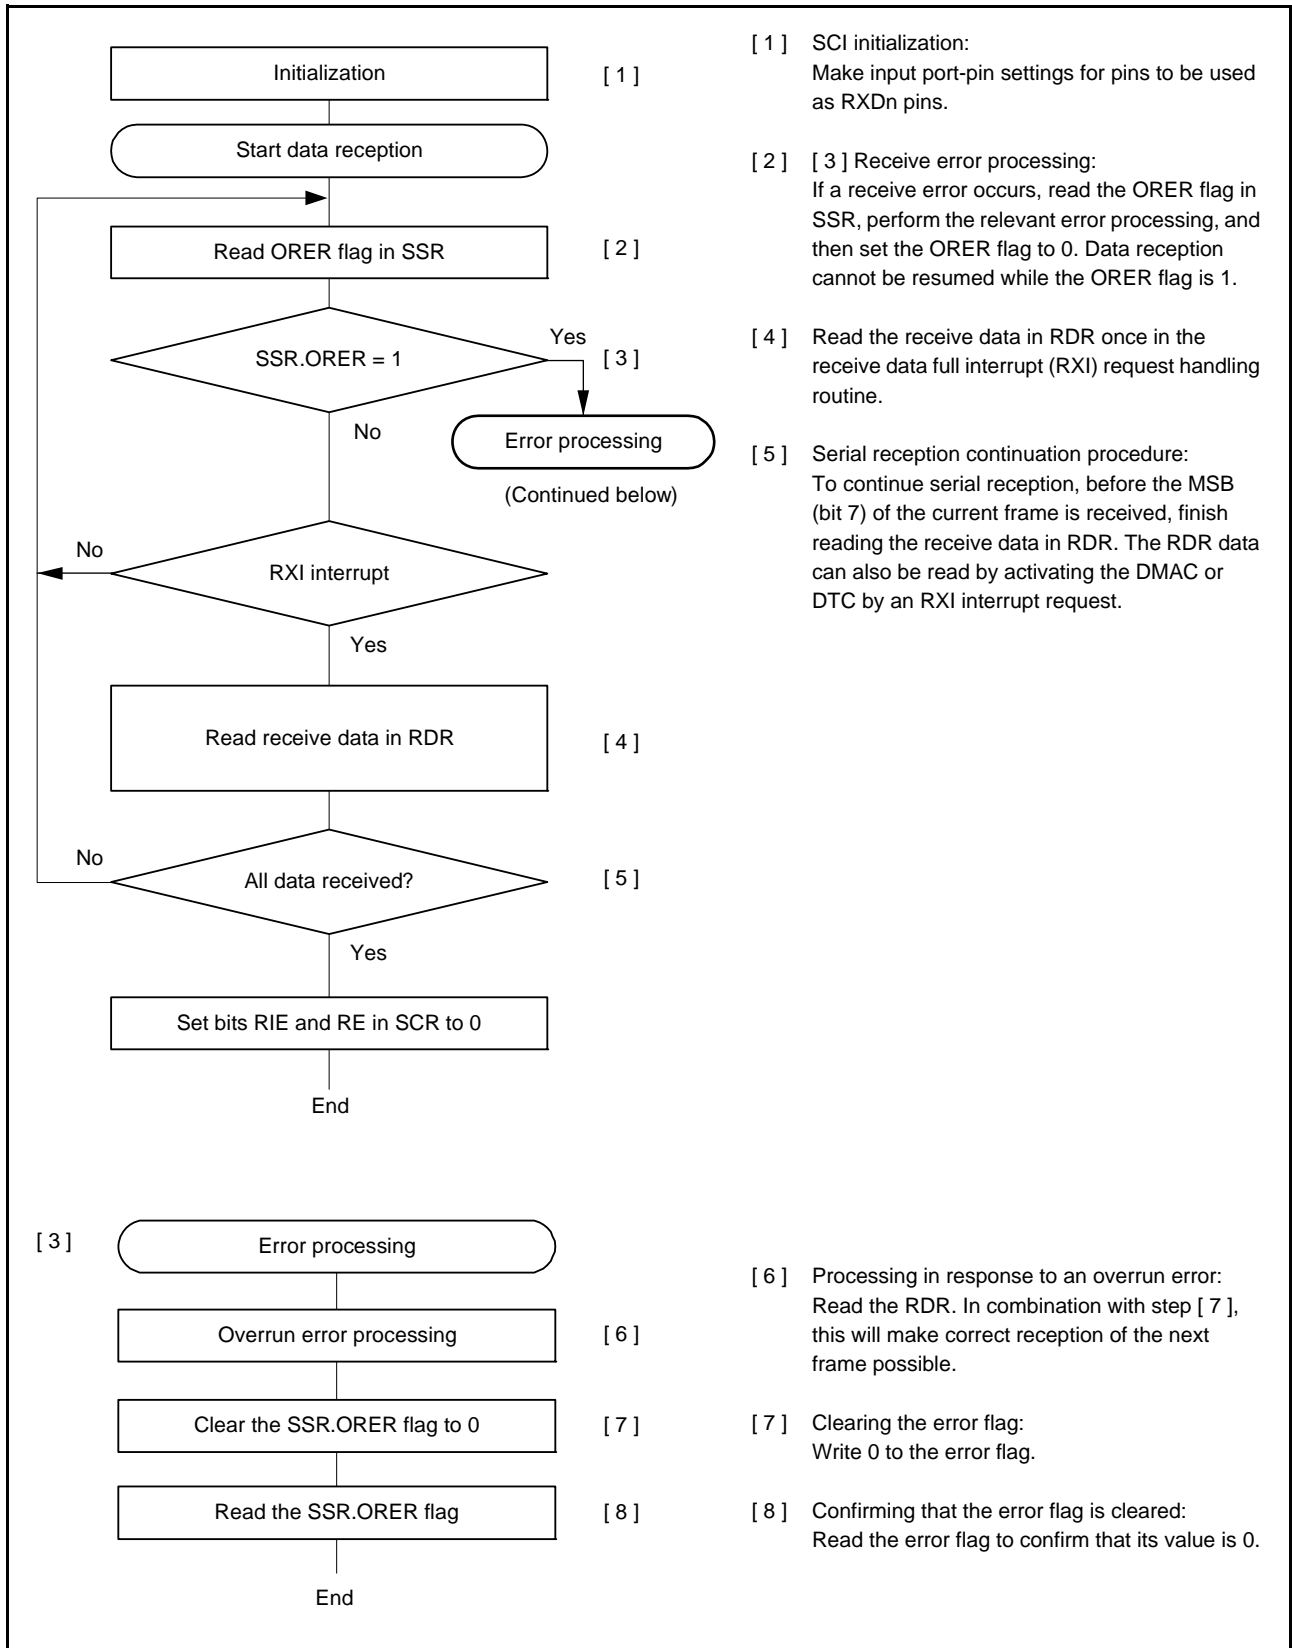 Initialization
[ 1 ]
Start data reception
Read ORER flag in SSR
[ 2 ]
SSR.ORER = 1
Yes
[ 3 ]
No
Error processing
(Continued below)
No
RXI interrupt
Yes
Read receive data in RDR
[ 4 ]
No
All data received?
[ 5 ]
Yes
Set bits RIE and RE in SCR to 0
End
[ 1 ] SCI initialization:
Make input port-pin settings for pins to be used
as RXDn pins.
[ 2 ] [ 3 ] Receive error processing:
If a receive error occurs, read the ORER flag in
SSR, perform the relevant error processing, and
then set the ORER flag to 0. Data reception
cannot be resumed while the ORER flag is 1.
[ 4 ] Read the receive data in RDR once in the
receive data full interrupt (RXI) request handling
routine.
[ 5 ] Serial reception continuation procedure:
To continue serial reception, before the MSB
(bit 7) of the current frame is received, finish
reading the receive data in RDR. The RDR data
can also be read by activating the DMAC or
DTC by an RXI interrupt request.
[ 3 ]
Error processing
Overrun error processing
[ 6 ]
Clear the SSR.ORER flag to 0
[ 7 ]
Read the SSR.ORER flag
[ 8 ]
End
[ 6 ] Processing in response to an overrun error:
Read the RDR. In combination with step [ 7 ],
this will make correct reception of the next
frame possible.
[ 7 ] Clearing the error flag:
Write 0 to the error flag.
[ 8 ] Confirming that the error flag is cleared:
Read the error flag to confirm that its value is 0.